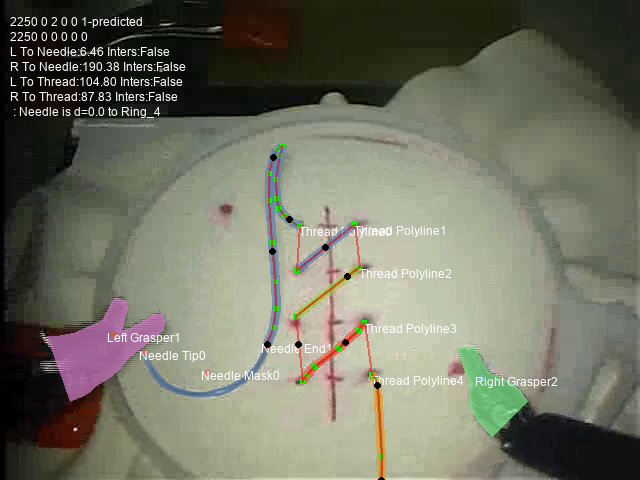 2250 0 2 0 0 1-predicted
2250 0 0 0 0 0
L To Needle:6.46 Inters:False
R To Needle:190.38 Inters:False
L To Thread:104.80 Inters:False
R To Thread:87.83 Inters:False
: Needle is d=0.0 to Ring_4
Thread Polyline1
Thread Polyline2
Left Grasper1
Thread Polyline3
Needle End1
Needle Tip0
Needle Mask0
Thread Polyline4
Right Grasper2